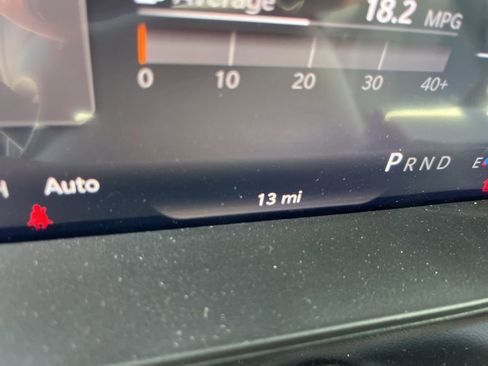 Average 18.2 MPG
0 10 20 30 40+
PRND E
H Auto
13 mi